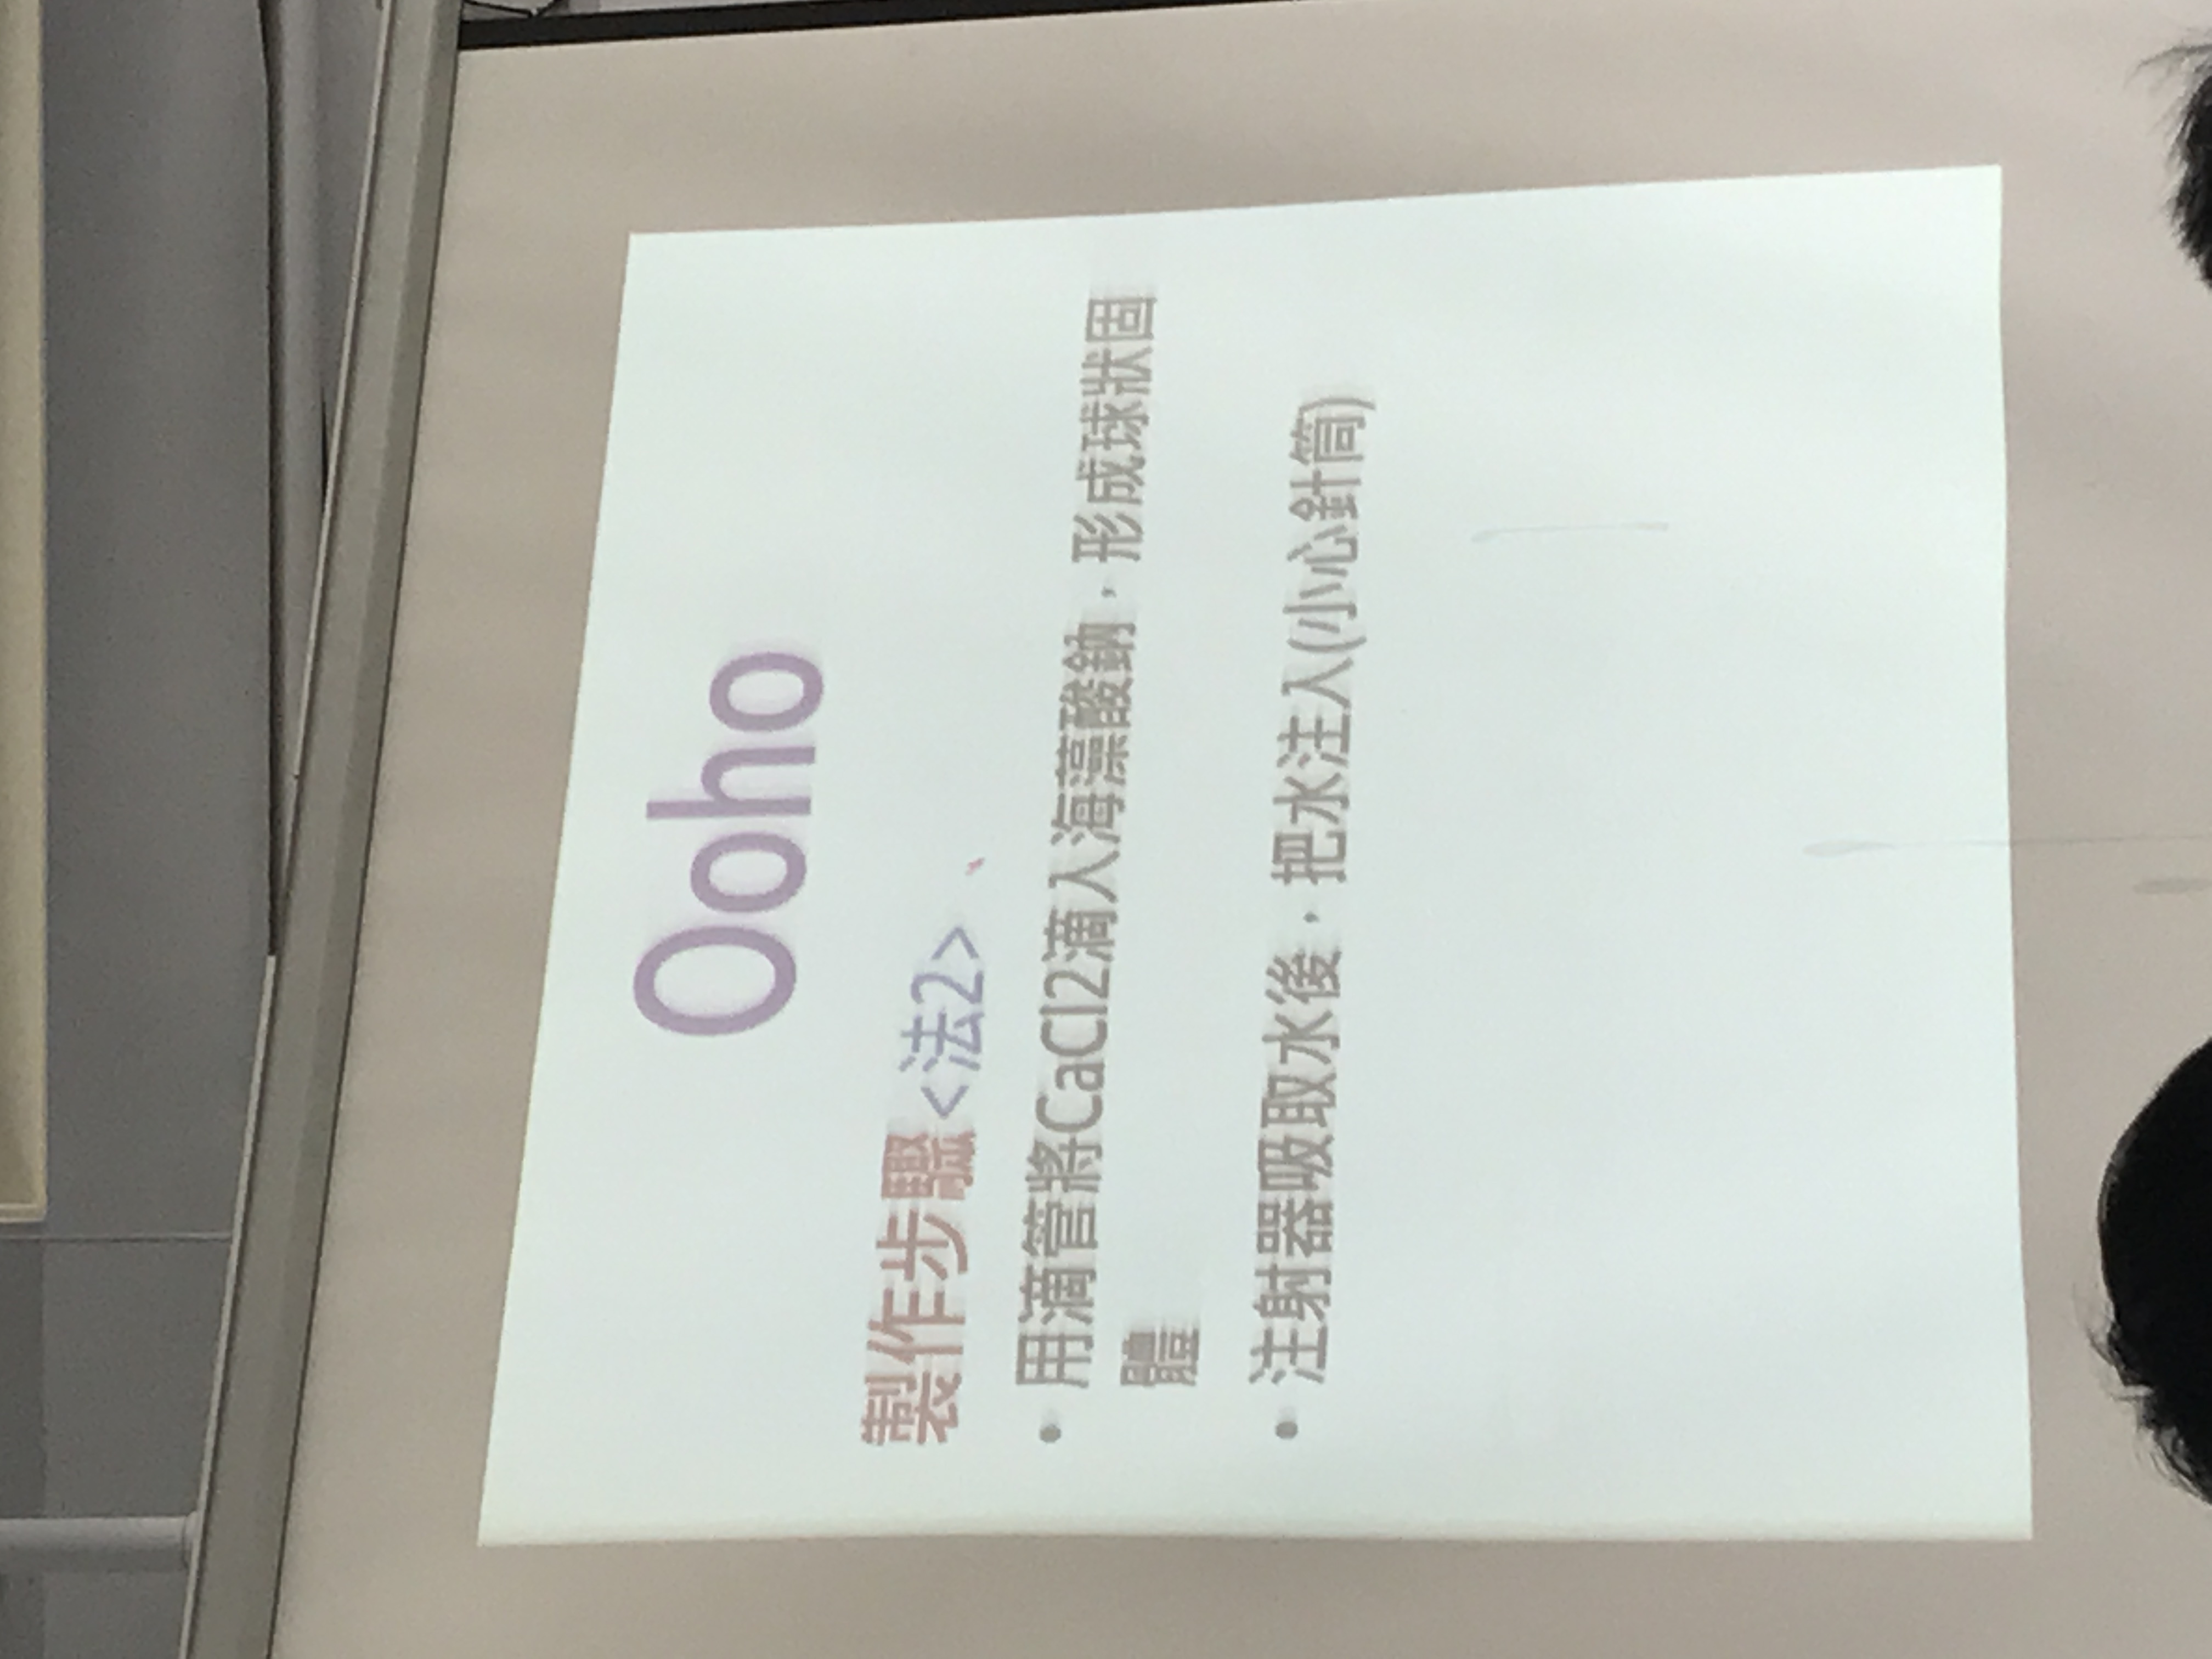 Ooho
製作步驟<法2>
• 用滴管將CaCl2滴入海藻酸鈉，形成球狀固
體
• 注射器吸取水後，把水注入(小心針筒)